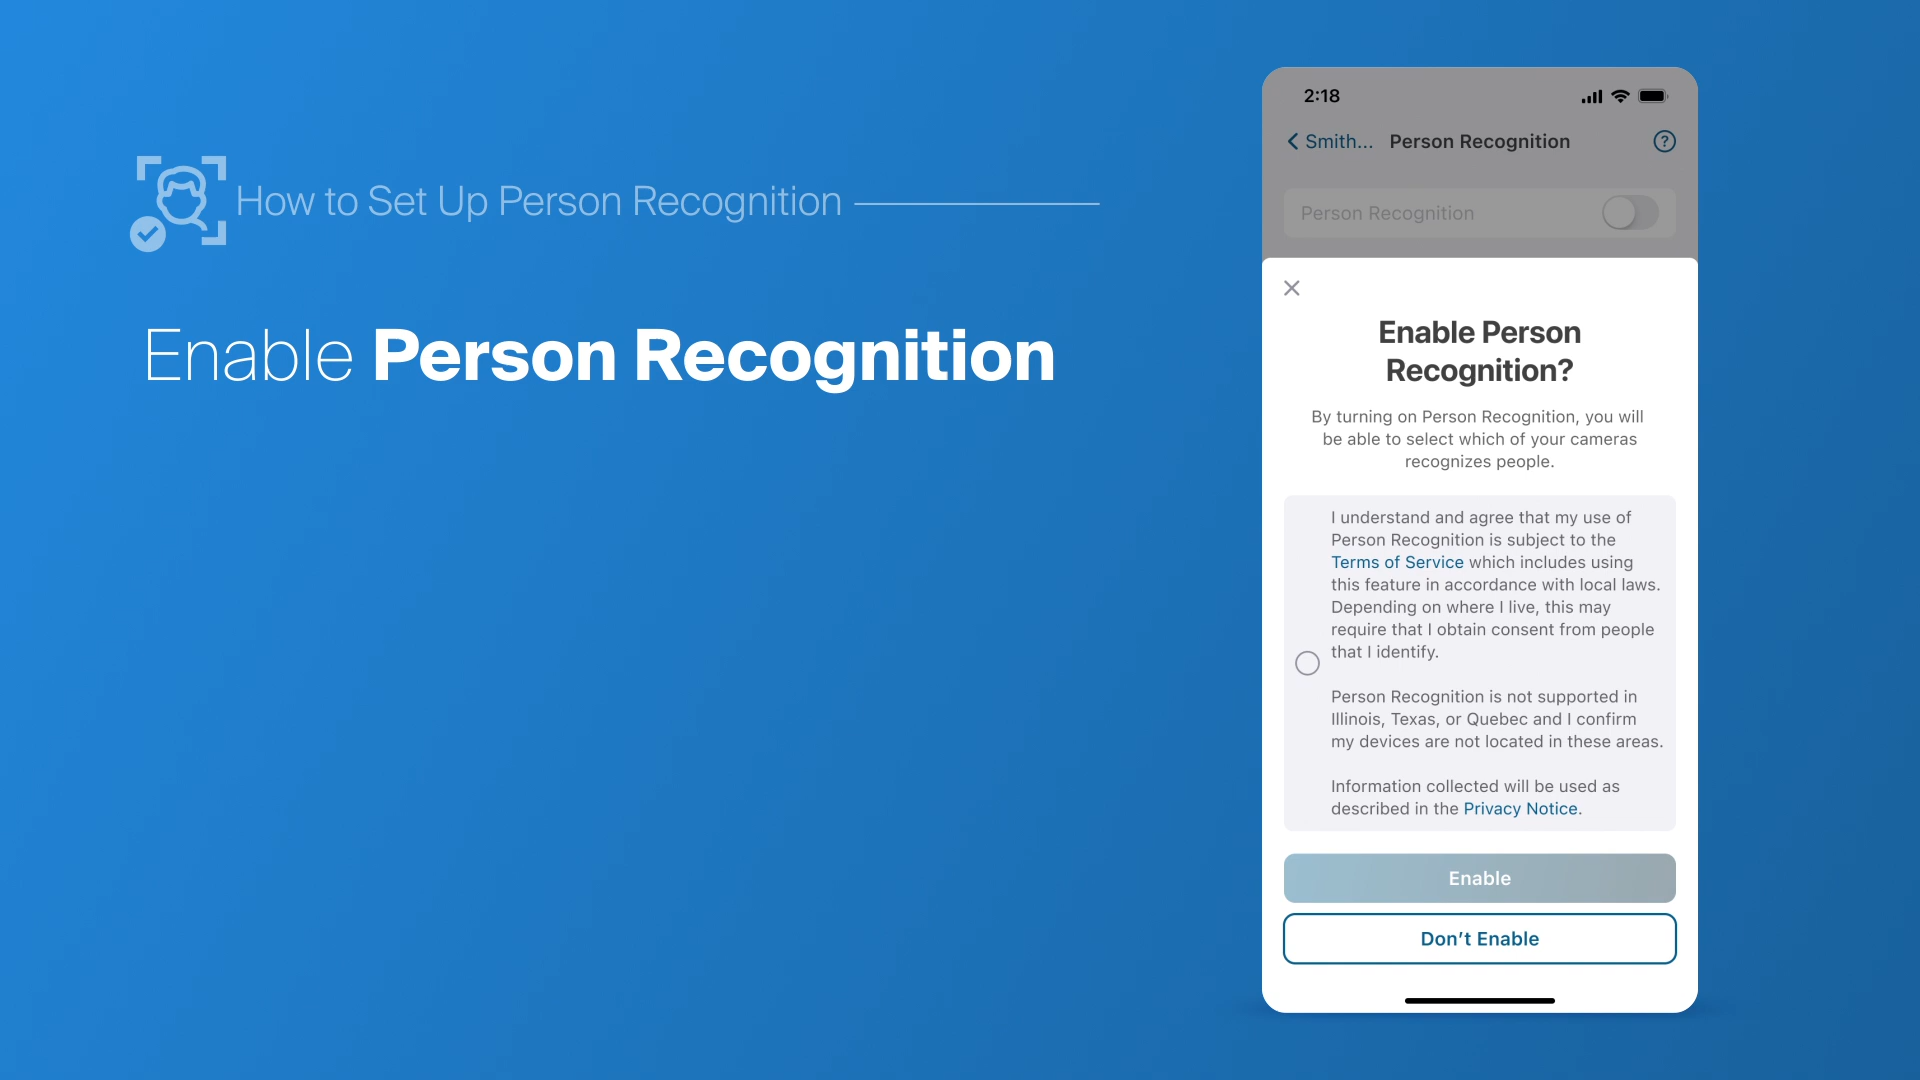 How to Set Up Person Recognition
Enable Person Recognition
2:18
Smith...
Person Recognition
?
Person Recognition
Enable Person
Recognition?
By turning on Person Recognition, you will
be able to select which of your cameras
recognizes people.
I understand and agree that my use of
Person Recognition is subject to the
Terms of Service which includes using
this feature in accordance with local laws.
Depending on where I live, this may
require that I obtain consent from people
that I identify.
Person Recognition is not supported in
Illinois, Texas, or Quebec and I confirm
my devices are not located in these areas.
Information collected will be used as
described in the Privacy Notice.
Enable
Don't Enable